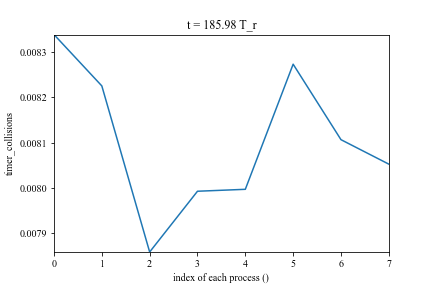 t = 185.98 T_r
0.0083
0.0082
0.0081
0.0080
0.0079
timer_collisions
0 1 2 3 4 5 6 7
index of each process ()